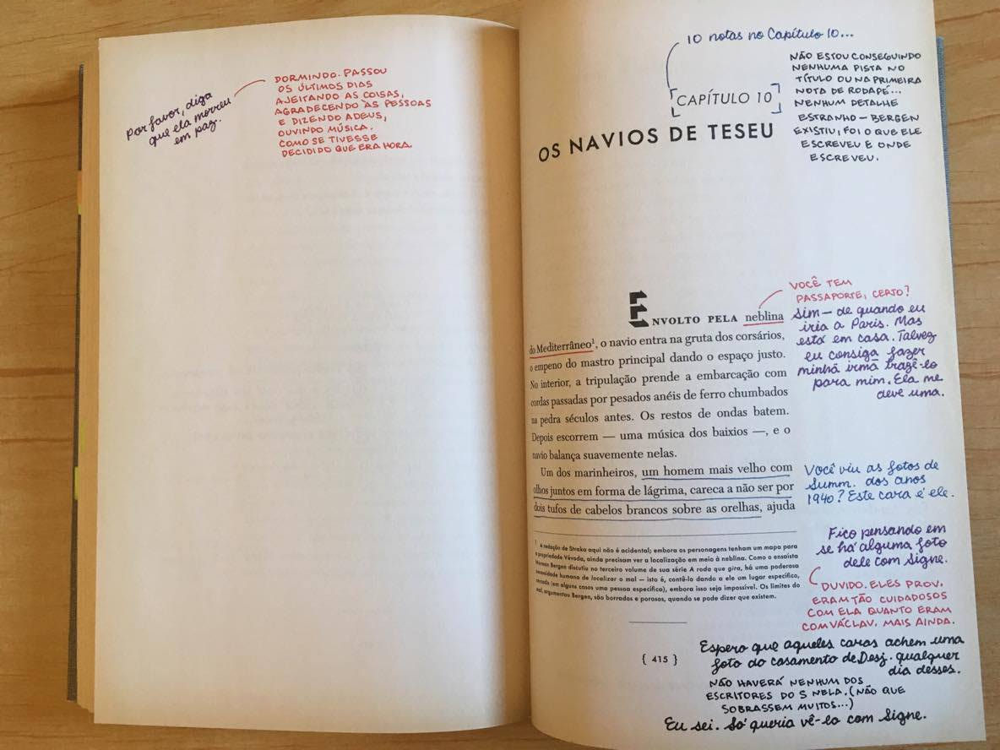 Por favor, diga
que ela morreu
em paz.
DORMINDO. PASSOU
OS ÚLTIMOS DIAS
AJEITANDO AS COISAS,
AGRADECENDO ÀS PESSOAS
E DIZENDO ADEUS,
OUVINDO MÚSICA.
COMO SE TIVESSE
DECIDIDO QUE ERA HORA.
10 notas no Capítulo 10...
CAPÍTULO 10
OS NAVIOS DE TESEU
NÃO ESTOU CONSEGUINDO
NENHUMA PISTA NO
TÍTULO OU NA PRIMEIRA
NOTA DE RODAPÉ...
NENHUM DETALHE
ESTRANHO – BERGEN
EXISTIU, FOI O QUE ELE
ESCREVEU E ONDE
ESCREVEU.
ENVOLTO PELA neblina
do Mediterrâneo¹, o navio entra na gruta dos corsários,
o empeno do mastro principal dando o espaço justo.
No interior, a tripulação prende a embarcação com
cordas passadas por pesados anéis de ferro chumbados
na pedra séculos antes. Os restos de ondas batem.
Depois escorrem — uma música dos baixios —, e o
navio balança suavemente nelas.
Um dos marinheiros, um homem mais velho com
olhos juntos em forma de lágrima, careca a não ser por
dois tufos de cabelos brancos sobre as orelhas, ajuda
VOCÊ TEM
PASSAPORTE, CERTO?
Sim – de quando eu
iria a Paris. Mas
está em casa. Talvez
eu consiga fazer
minha irmã trazê-lo
para mim. Ela me
deve uma.
Você viu as fotos de
Summ. dos anos
1940? Este cara é ele.
Fico pensando em
se há alguma foto
dele com Signe.
DUVIDO. ELES PROV.
ERAM TÃO CUIDADOSOS
COM ELA QUANTO ERAM
COM VÁCLAV. MAIS AINDA.
¹ A redação de Straka aqui não é acidental; embora os personagens tenham um mapa para
a propriedade Vévoda, ainda precisam ver a localização em meio à neblina. Como o ensaísta
Norman Bergen discutiu no terceiro volume de sua série A roda que gira, há uma poderosa
necessidade humana de localizar o mal — isto é, contê-lo dando a ele um lugar específico,
(em alguns casos uma pessoa específica), embora isso seja impossível. Os limites do
mal, argumentou Bergen, são borrados e porosos, quando se pode dizer que existem.
{ 415 }
Espero que aqueles caras achem uma
foto do casamento de Desj. qualquer
dia desses.
NÃO HAVERÁ NENHUM DOS
ESCRITORES DO S NELA. (NÃO QUE
SOBRASSEM MUITOS...)
Eu sei. Só queria vê-lo com Signe.